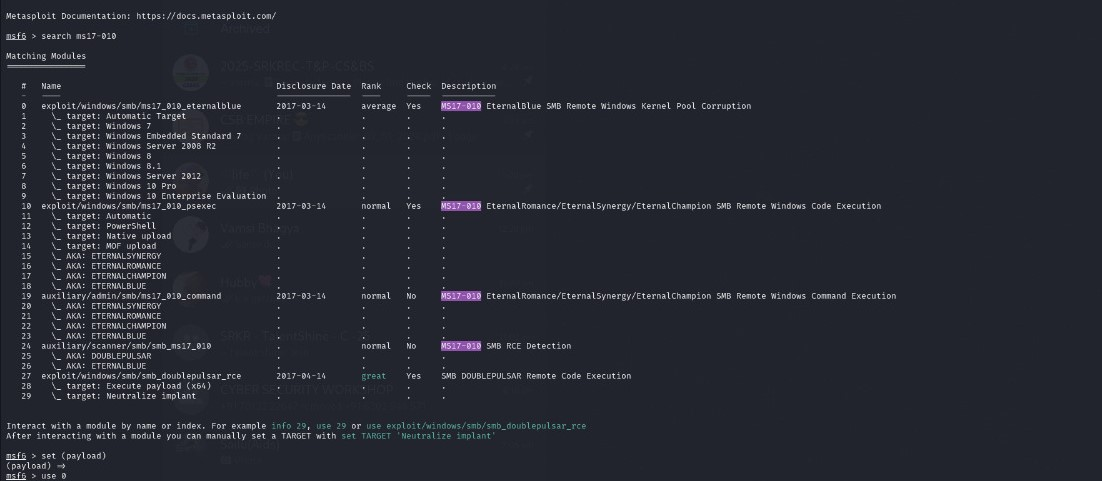 Metasploit Documentation: https://docs.metasploit.com/
msf6 > search ms17-010
Matching Modules
# Name Disclosure Date Rank Check Description
0 exploit/windows/smb/ms17_010_eternalblue 2017-03-14 average Yes MS17-010 EternalBlue SMB Remote Windows Kernel Pool Corruption
1 \_ target: Automatic Target . . . .
2 \_ target: Windows 7 . . . .
3 \_ target: Windows Embedded Standard 7 . . . .
4 \_ target: Windows Server 2008 R2 . . . .
5 \_ target: Windows 8 . . . .
6 \_ target: Windows 8.1 . . . .
7 \_ target: Windows Server 2012 . . . .
8 \_ target: Windows 10 Pro . . . .
9 \_ target: Windows 10 Enterprise Evaluation . . . .
10 exploit/windows/smb/ms17_010_psexec 2017-03-14 normal Yes MS17-010 EternalRomance/EternalSynergy/EternalChampion SMB Remote Windows Code Execution
11 \_ target: Automatic . . . .
12 \_ target: PowerShell . . . .
13 \_ target: Native upload . . . .
14 \_ target: MOF upload . . . .
15 \_ AKA: ETERNALSYNERGY . . . .
16 \_ AKA: ETERNALROMANCE . . . .
17 \_ AKA: ETERNALCHAMPION . . . .
18 \_ AKA: ETERNALBLUE . . . .
19 auxiliary/admin/smb/ms17_010_command 2017-03-14 normal No MS17-010 EternalRomance/EternalSynergy/EternalChampion SMB Remote Windows Command Execution
20 \_ AKA: ETERNALSYNERGY . . . .
21 \_ AKA: ETERNALROMANCE . . . .
22 \_ AKA: ETERNALCHAMPION . . . .
23 \_ AKA: ETERNALBLUE . . . .
24 auxiliary/scanner/smb/smb_ms17_010 . normal No MS17-010 SMB RCE Detection
25 \_ AKA: DOUBLEPULSAR . . . .
26 \_ AKA: ETERNALBLUE . . . .
27 exploit/windows/smb/smb_doublepulsar_rce 2017-04-14 great Yes SMB DOUBLEPULSAR Remote Code Execution
28 \_ target: Execute payload (x64) . . . .
29 \_ target: Neutralize implant . . . .
Interact with a module by name or index. For example info 29, use 29 or use exploit/windows/smb/smb_doublepulsar_rce
After interacting with a module you can manually set a TARGET with set TARGET 'Neutralize implant'
msf6 > set (payload)
(payload) =>
msf6 > use 0